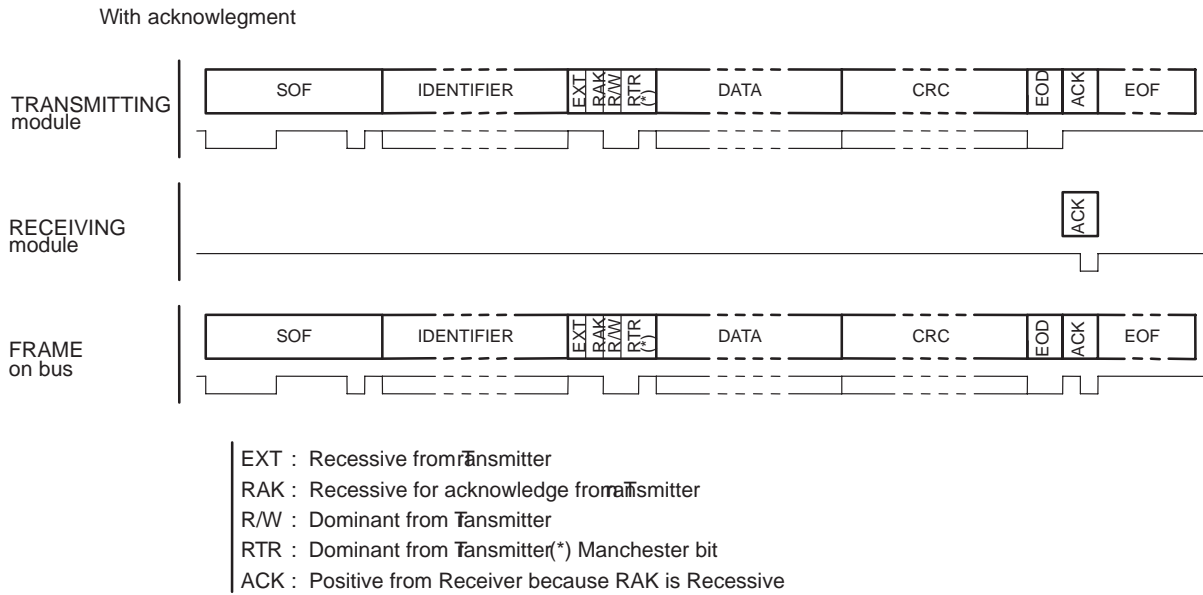 With acknowlegment
TRANSMITTING
module
SOF IDENTIFIER EXT RAK R/W RTR (*) DATA CRC EOD ACK EOF
RECEIVING
module
ACK
FRAME
on bus
SOF IDENTIFIER EXT RAK R/W RTR (*) DATA CRC EOD ACK EOF
EXT : Recessive from
RAK : Recessive for acknowledge
R/W : Dominant from
RTR : Dominant from (*) Manchester bit
ACK : Positive from Receiver because RAK is Recessive